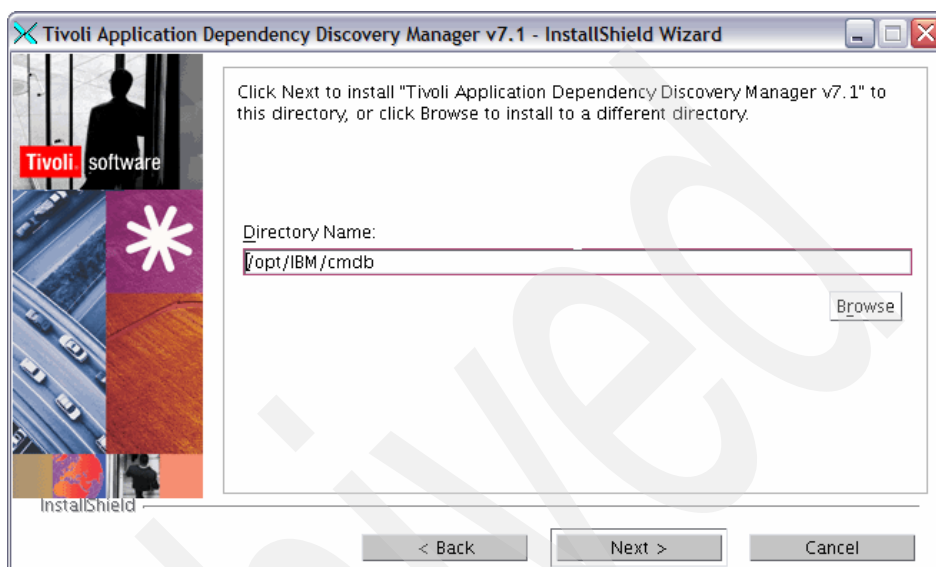 Tivoli Application Dependency Discovery Manager v7.1 - InstallShield Wizard
Click Next to install "Tivoli Application Dependency Discovery Manager v7.1" to
this directory, or click Browse to install to a different directory.
Tivoli. software
Directory Name:
/opt/IBM/cmdb
Browse
InstallShield
< Back
Next >
Cancel